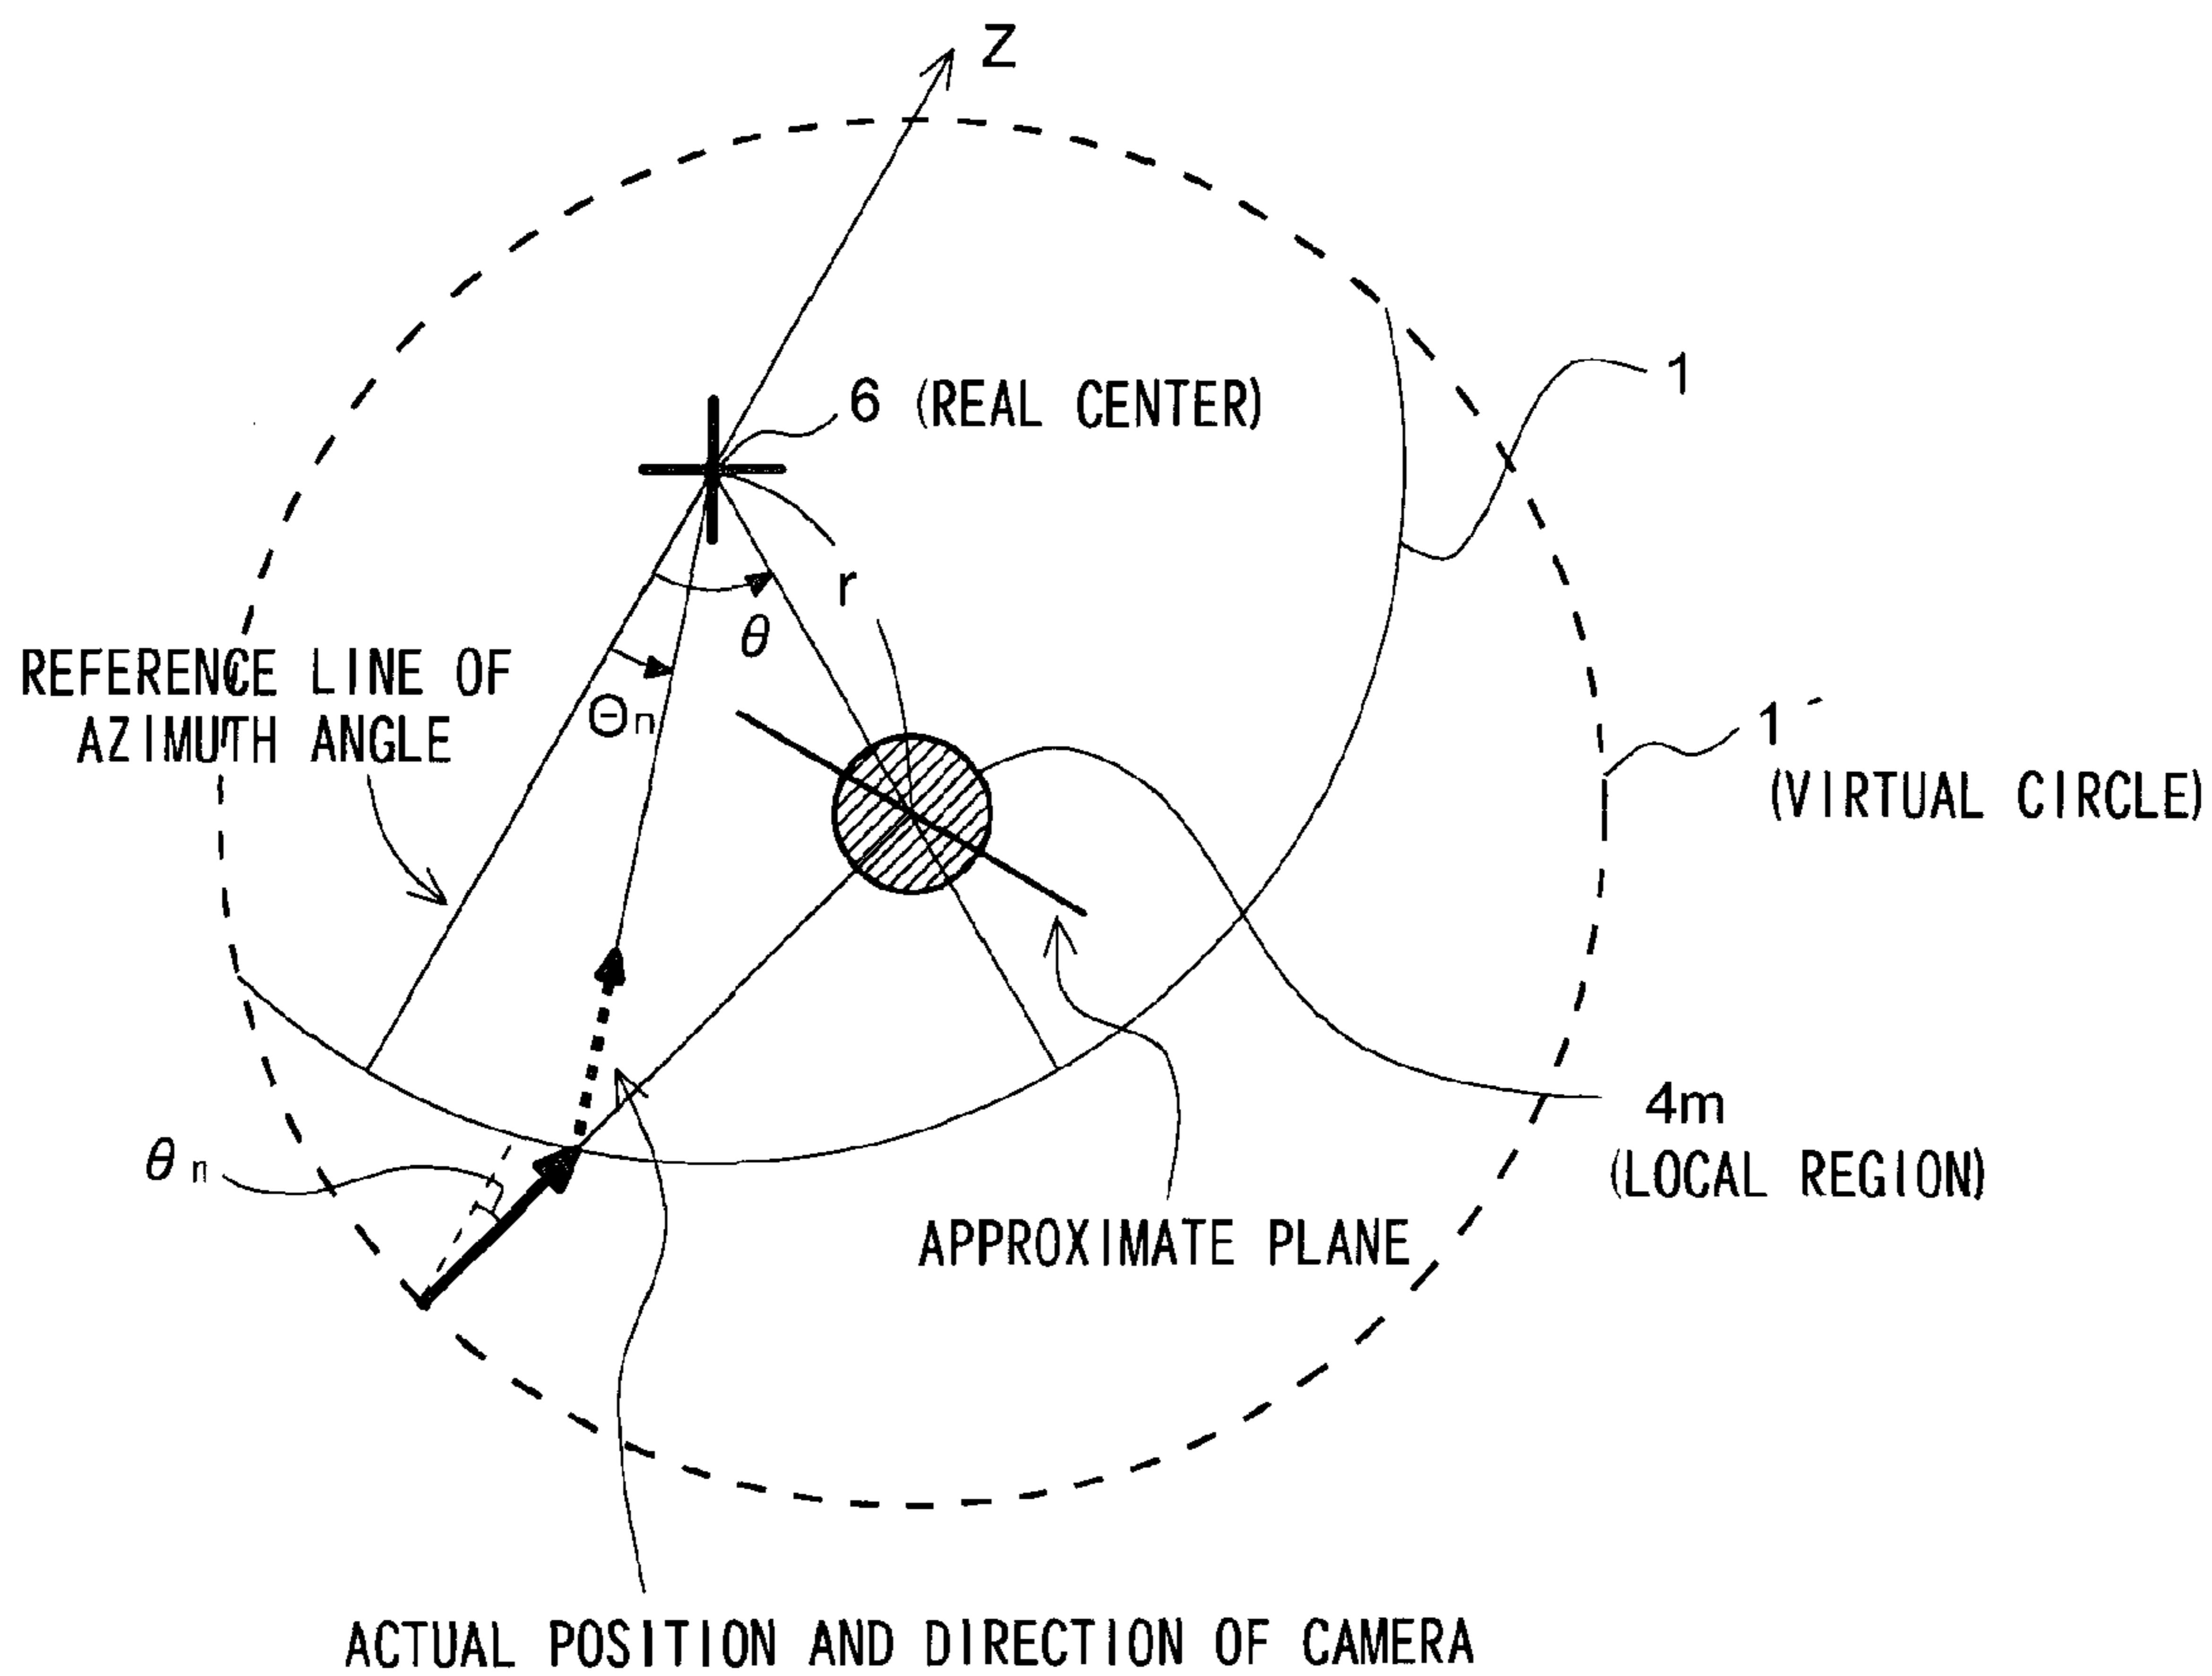 Z
6 (REAL CENTER)
1
r
θ
REFERENCE LINE OF
AZIMUTH ANGLE
Θn
1´
(VIRTUAL CIRCLE)
4m
(LOCAL REGION)
θn
APPROXIMATE PLANE
ACTUAL POSITION AND DIRECTION OF CAMERA